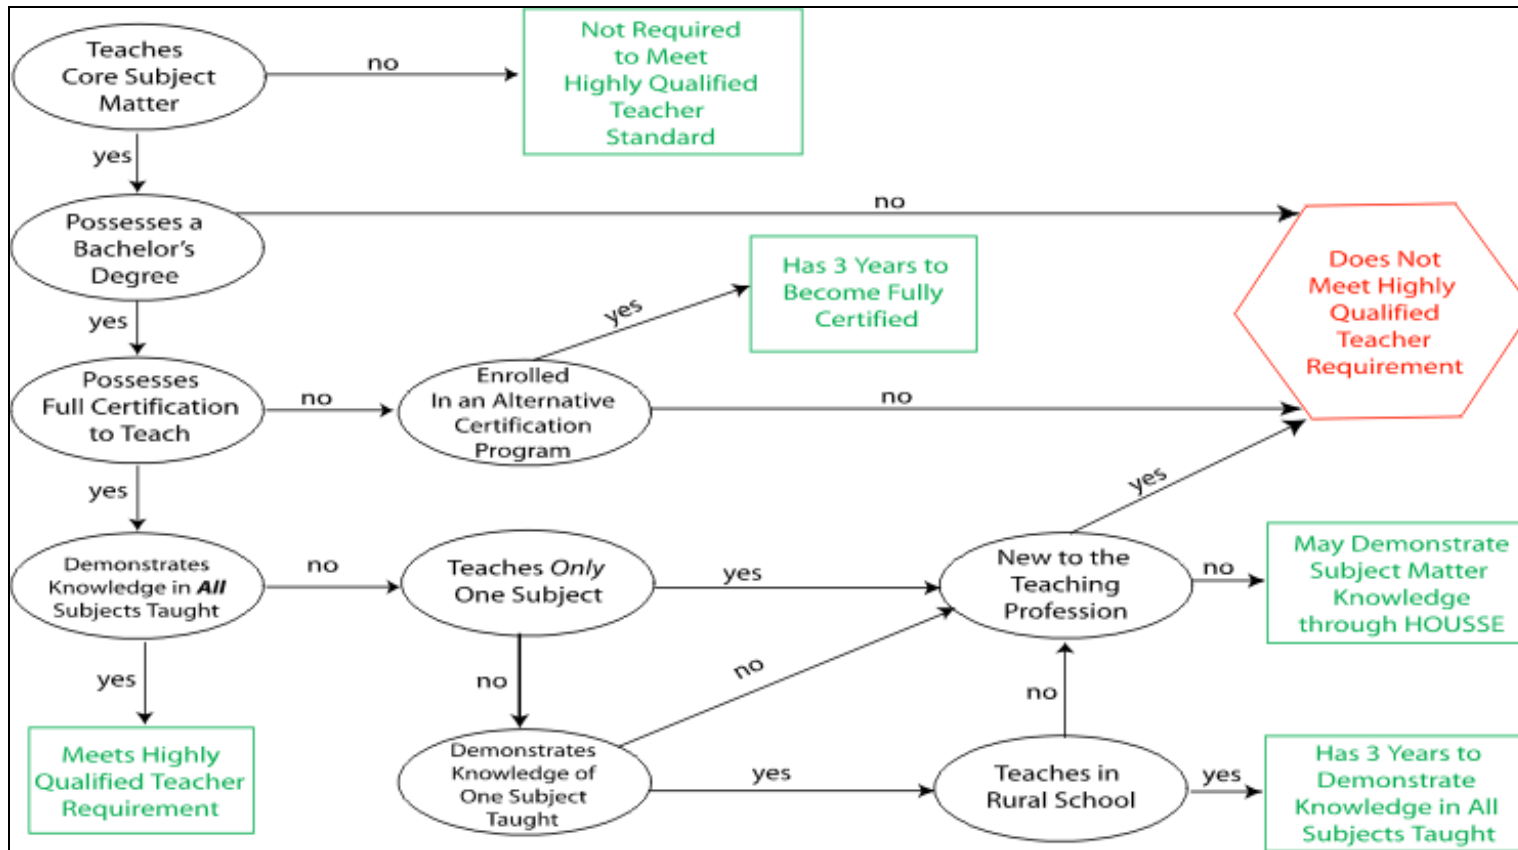 Teaches
Core Subject
Matter
no
Not Required
to Meet
Highly Qualified
Teacher
Standard
yes
Possesses a
Bachelor's
Degree
no
Does Not
Meet Highly
Qualified
Teacher
Requirement
yes
Has 3 Years to
Become Fully
Certified
yes
Possesses
Full Certification
to Teach
no
Enrolled
In an Alternative
Certification
Program
no
yes
yes
Demonstrates
Knowledge in All
Subjects Taught
no
Teaches Only
One Subject
yes
New to the
Teaching
Profession
no
May Demonstrate
Subject Matter
Knowledge
through HOUSSE
yes
no
no
no
Meets Highly
Qualified Teacher
Requirement
Demonstrates
Knowledge of
One Subject
Taught
yes
Teaches in
Rural School
yes
Has 3 Years to
Demonstrate
Knowledge in All
Subjects Taught